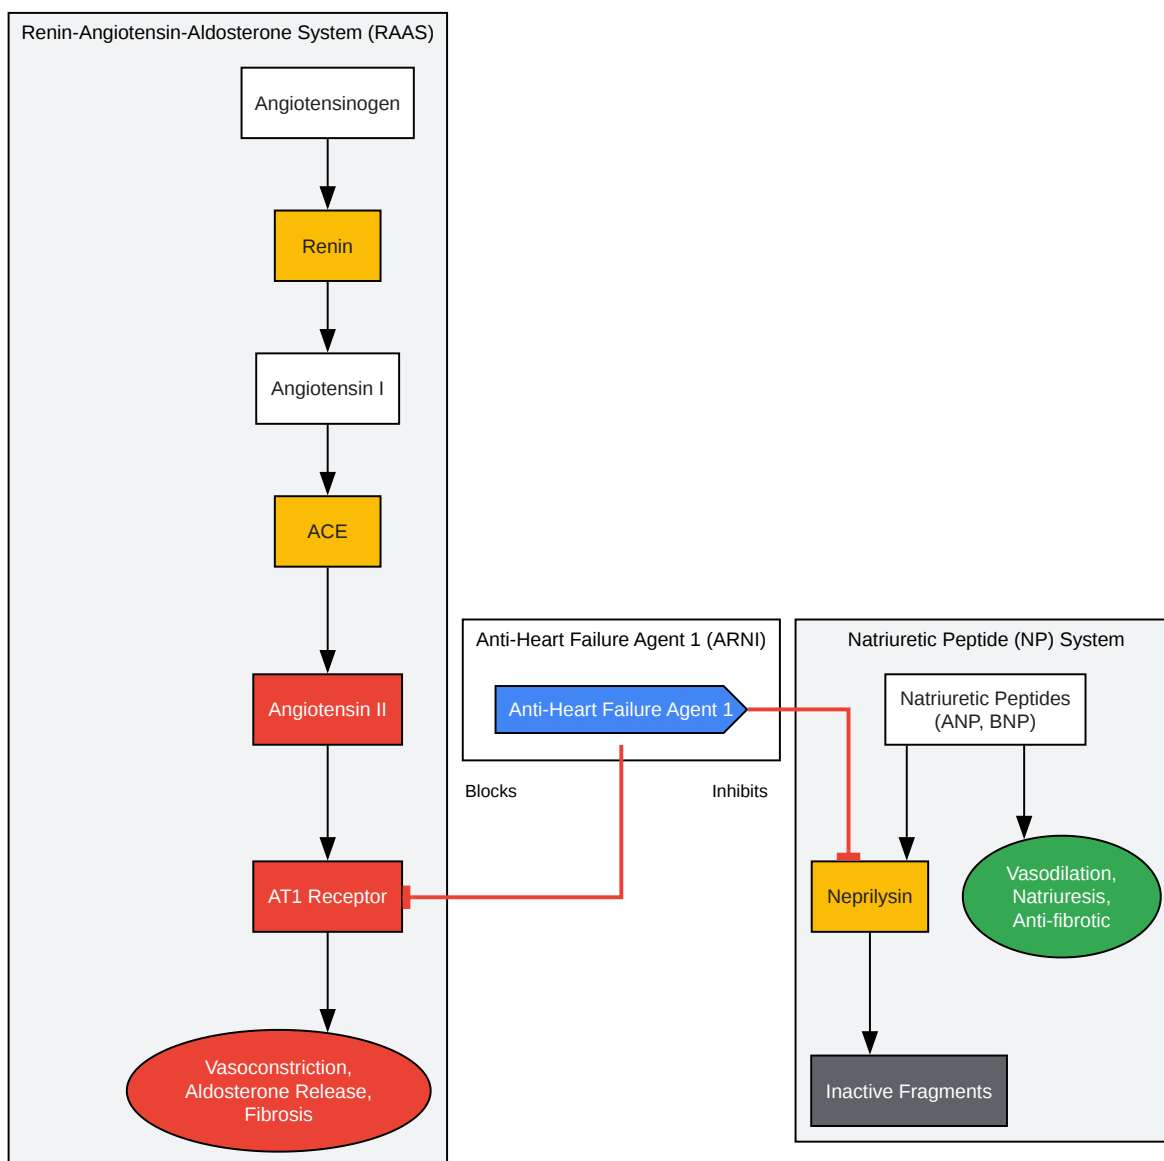 Renin-Angiotensin-Aldosterone System (RAAS)
Angiotensinogen
Renin
Angiotensin I
ACE
Angiotensin II
AT1 Receptor
Vasoconstriction,
Aldosterone Release,
Fibrosis
Anti-Heart Failure Agent 1 (ARNI)
Anti-Heart Failure Agent 1
Blocks
Inhibits
Natriuretic Peptide (NP) System
Natriuretic Peptides
(ANP, BNP)
Neprilysin
Vasodilation,
Natriuresis,
Anti-fibrotic
Inactive Fragments